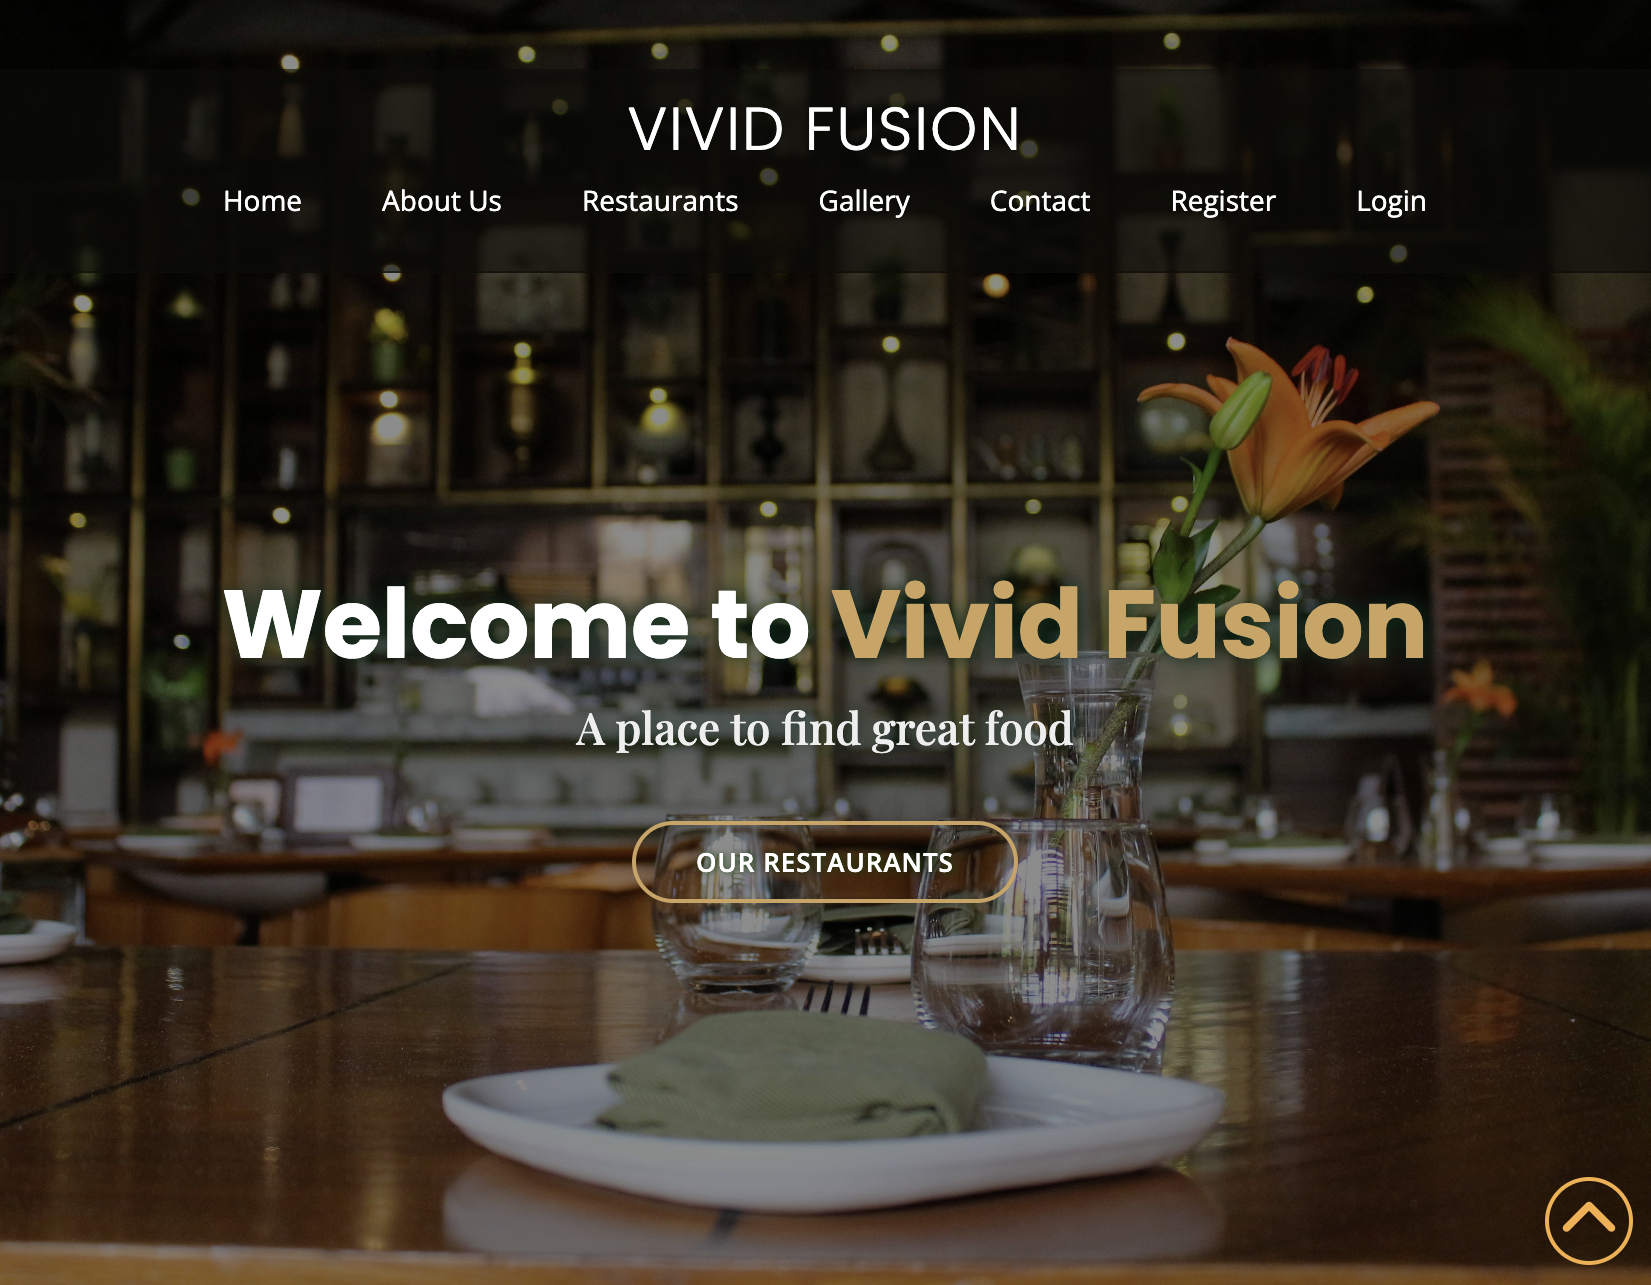 VIVID FUSION
Home About Us Restaurants Gallery Contact Register Login
Welcome to Vivid Fusion
A place to find great food
OUR RESTAURANTS